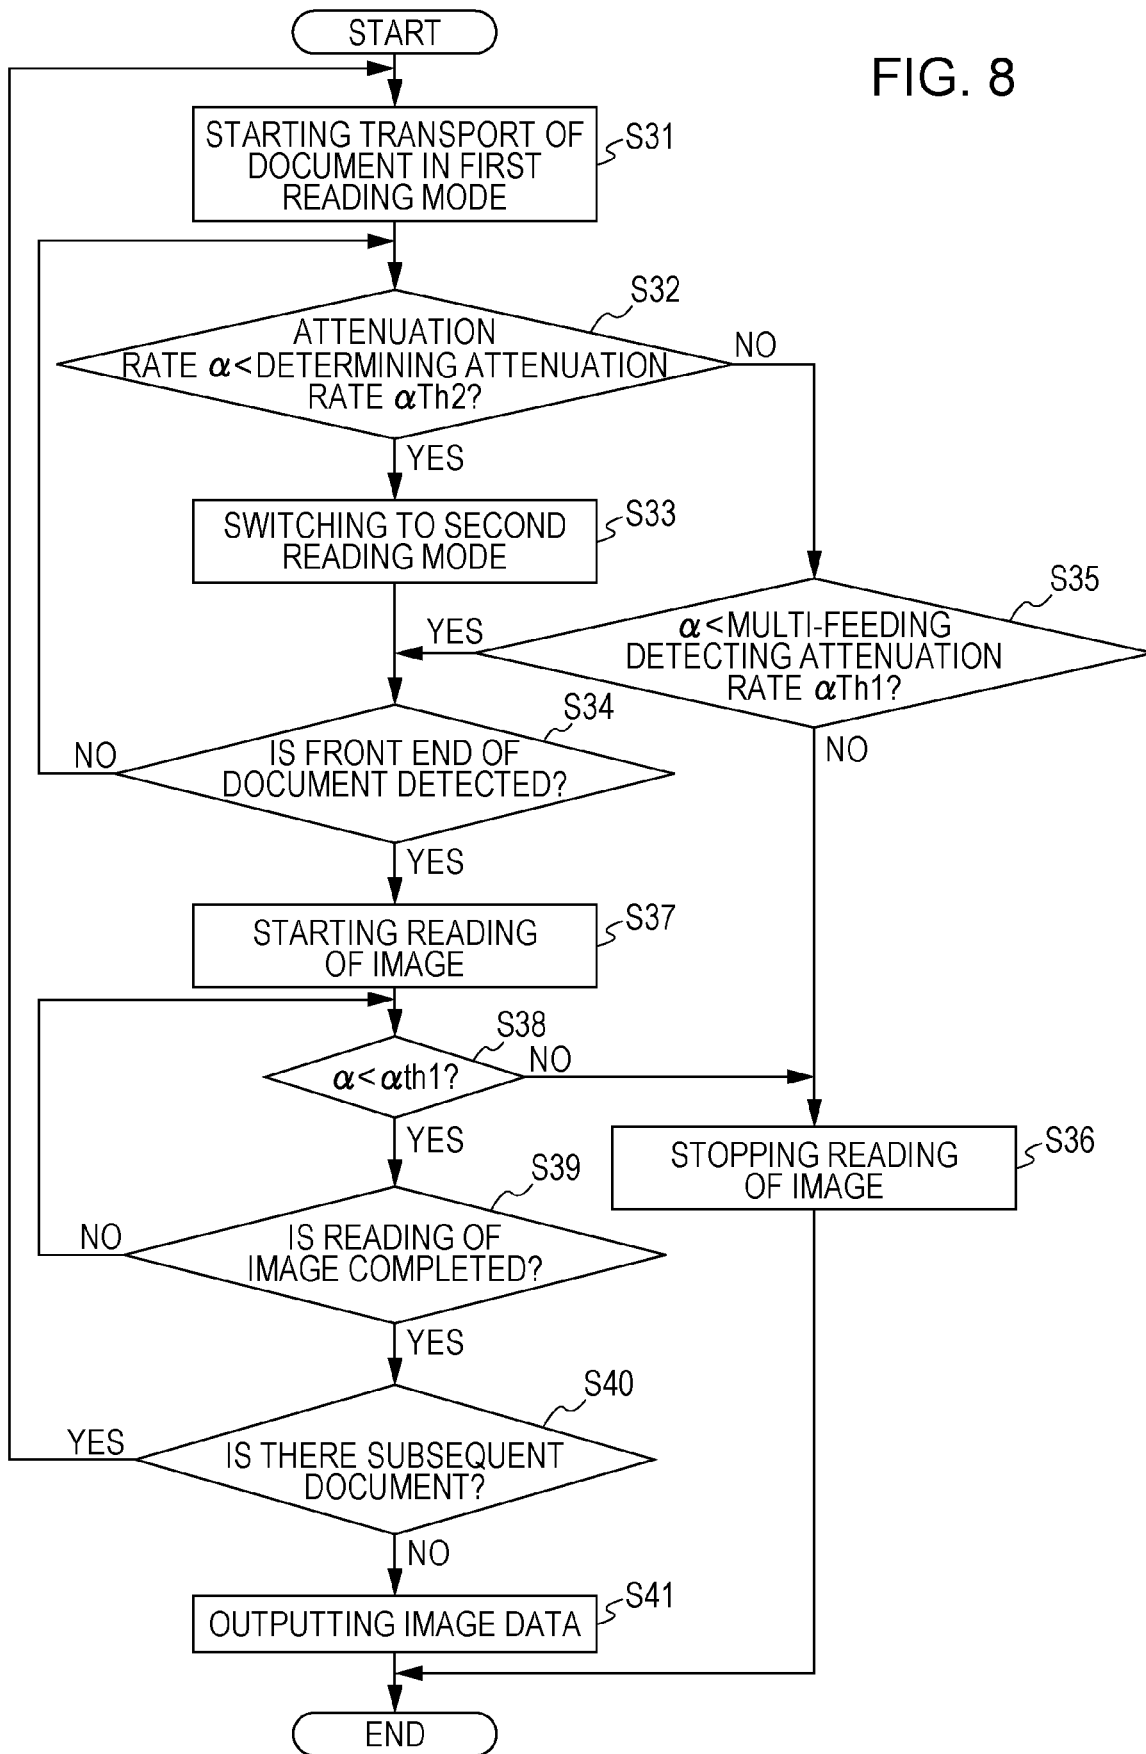 START
FIG. 8
STARTING TRANSPORT OF
DOCUMENT IN FIRST
READING MODE
S31
S32
ATTENUATION
RATE α<DETERMINING ATTENUATION
RATE αTh2?
NO
YES
SWITCHING TO SECOND
READING MODE
S33
S35
α<MULTI-FEEDING
DETECTING ATTENUATION
RATE αTh1?
YES
NO
S34
IS FRONT END OF
DOCUMENT DETECTED?
NO
YES
STARTING READING
OF IMAGE
S37
S38
α<αth1?
NO
YES
STOPPING READING
OF IMAGE
S36
S39
IS READING OF
IMAGE COMPLETED?
NO
YES
S40
IS THERE SUBSEQUENT
DOCUMENT?
YES
NO
OUTPUTTING IMAGE DATA
S41
END